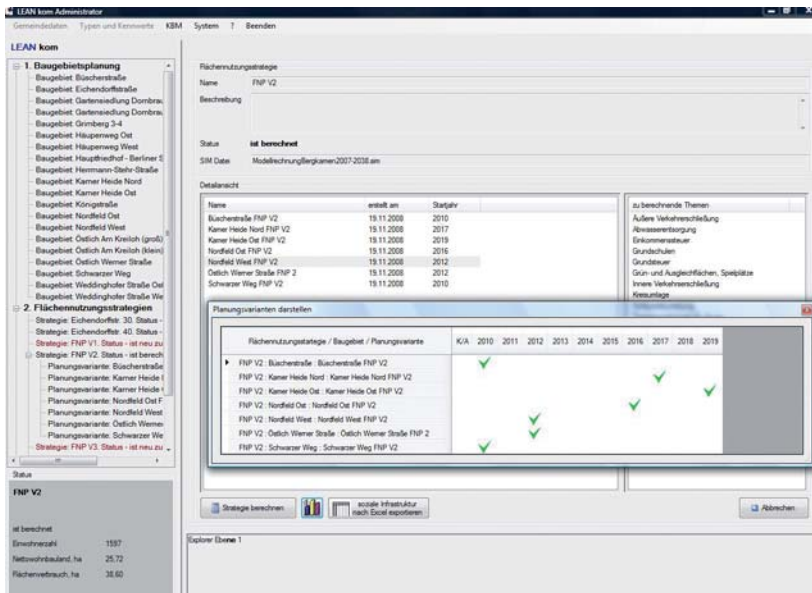 LEAN kom Administrator
Gemeindedaten Typen und Kennwerte KBM System ? Beenden
LEAN kom
1. Baugebietsplanung
Baugebiet: Büscherstraße
Baugebiet: Eichendorffstraße
Baugebiet: Gartensiedlung Dornbrau
Baugebiet: Gartensiedlung Dornbrau
Baugebiet: Grimberg 3-4
Baugebiet: Häupenweg Ost
Baugebiet: Häupenweg West
Baugebiet: Hauptfriedhof - Berliner S
Baugebiet: Herrmann-Stehr-Straße
Baugebiet: Kamer Heide Nord
Baugebiet: Kamer Heide Ost
Baugebiet: Königstraße
Baugebiet: Nordfeld Ost
Baugebiet: Nordfeld West
Baugebiet: Östlich Am Kreiloh (groß)
Baugebiet: Östlich Am Kreiloh (klein)
Baugebiet: Östlich Werner Straße
Baugebiet: Schwarzer Weg
Baugebiet: Weddinghofer Straße Ost
Baugebiet: Weddinghofer Straße We
2. Flächennutzungsstrategien
Strategie: Eichendorffstr. 30. Status -
Strategie: Eichendorffstr. 40. Status -
Strategie: FNP V1. Status - ist neu zu
Strategie: FNP V2. Status - ist berech
Planungsvariante: Büscherstraße
Planungsvariante: Kamer Heide
Planungsvariante: Kamer Heide
Planungsvariante: Nordfeld Ost F
Planungsvariante: Nordfeld West
Planungsvariante: Östlich Werner
Planungsvariante: Schwarzer We
Strategie: FNP V3. Status - ist neu zu
Status
FNP V2
ist berechnet
Einwohnerzahl 1597
Nettowohnbauland, ha 25,72
Flächenverbrauch, ha 38,60
Flächennutzungsstrategie
Name FNP V2
Beschreibung
Status ist berechnet
SIM Datei ModellrechnungBergkamen2007-2038.sim
Detailansicht
Name erstellt am Startjahr
Büscherstraße FNP V2 19.11.2008 2010
Kamer Heide Nord FNP V2 19.11.2008 2017
Kamer Heide Ost FNP V2 19.11.2008 2019
Nordfeld Ost FNP V2 19.11.2008 2016
Nordfeld West FNP V2 19.11.2008 2012
Östlich Werner Straße FNP 2 19.11.2008 2012
Schwarzer Weg FNP V2 19.11.2008 2010
zu berechnende Themen
Äußere Verkehrserschließung
Abwasserentsorgung
Einkommensteuer
Grundschulen
Grundsteuer
Grün- und Ausgleichflächen, Spielplätze
Innere Verkehrserschließung
Kreisumlage
Planungsvarianten darstellen
Flächennutzungsstrategie / Baugebiet / Planungsvariante K/A 2010 2011 2012 2013 2014 2015 2016 2017 2018 2019
FNP V2 : Büscherstraße : Büscherstraße FNP V2
FNP V2 : Kamer Heide Nord : Kamer Heide Nord FNP V2
FNP V2 : Kamer Heide Ost : Kamer Heide Ost FNP V2
FNP V2 : Nordfeld Ost : Nordfeld Ost FNP V2
FNP V2 : Nordfeld West : Nordfeld West FNP V2
FNP V2 : Östlich Werner Straße : Östlich Werner Straße FNP 2
FNP V2 : Schwarzer Weg : Schwarzer Weg FNP V2
Strategie berechnen
soziale Infrastruktur
nach Excel exportieren
Abbrechen
Explorer Ebene 1